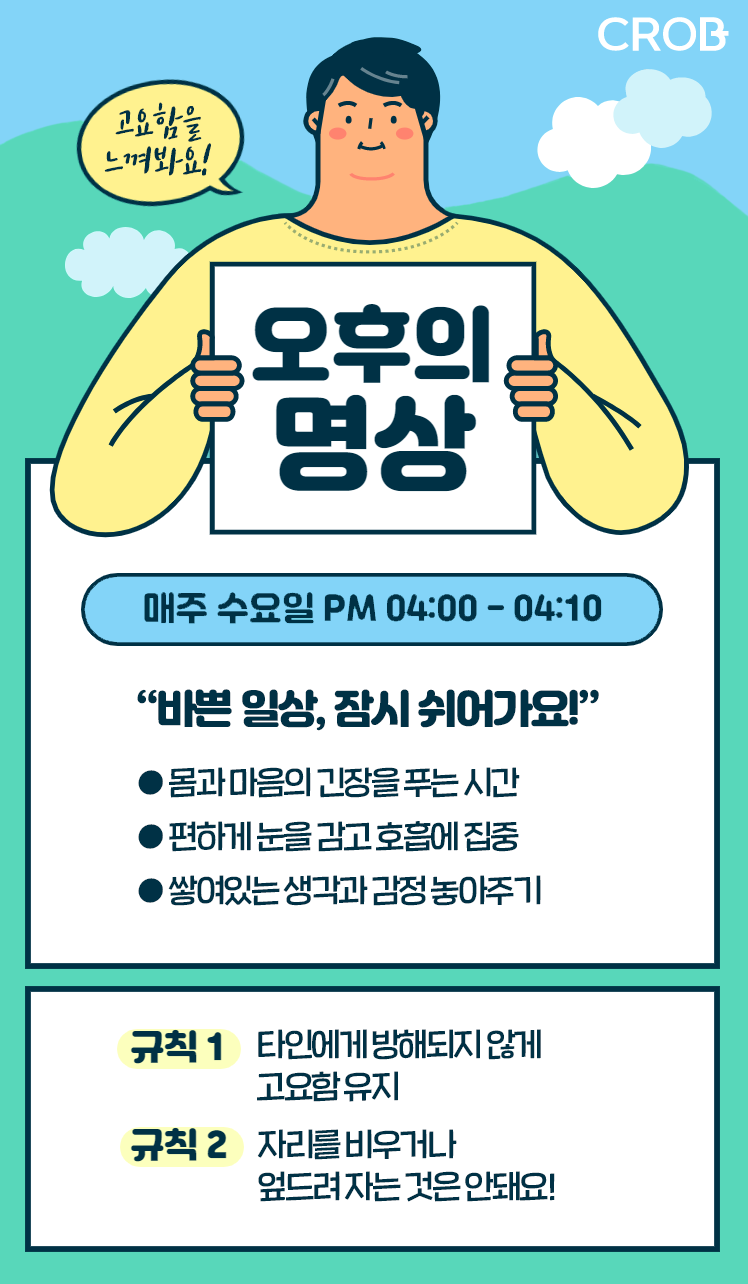 CROB
고요함을
느껴봐요!
오후의
명상
매주 수요일 PM 04:00 - 04:10
“바쁜 일상, 잠시 쉬어가요!”
● 몸과 마음의 긴장을 푸는 시간
● 편하게 눈을 감고 호흡에 집중
● 쌓여있는 생각과 감정 놓아주기
규칙 1 타인에게 방해되지 않게
고요함 유지
규칙 2 자리를 비우거나
엎드려 자는 것은 안돼요!